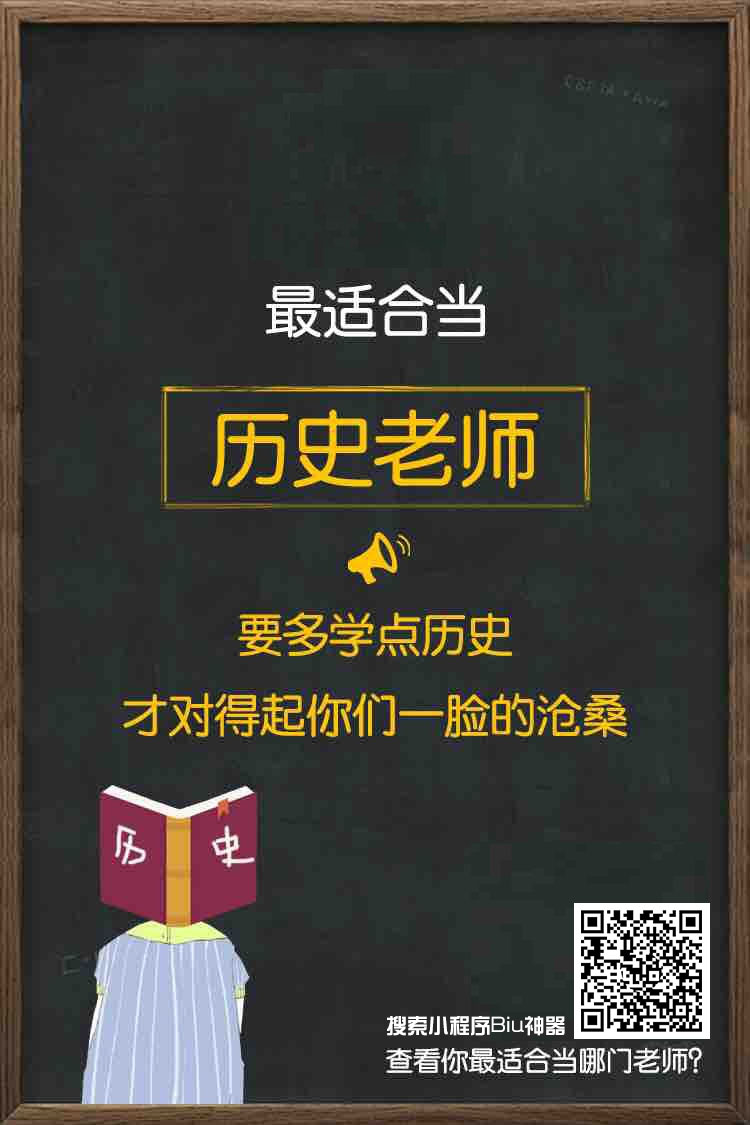 最适合当
历史老师
要多学点历史
才对得起你们一脸的沧桑
历史
搜索小程序Biu神器
查看你最适合当哪门老师?